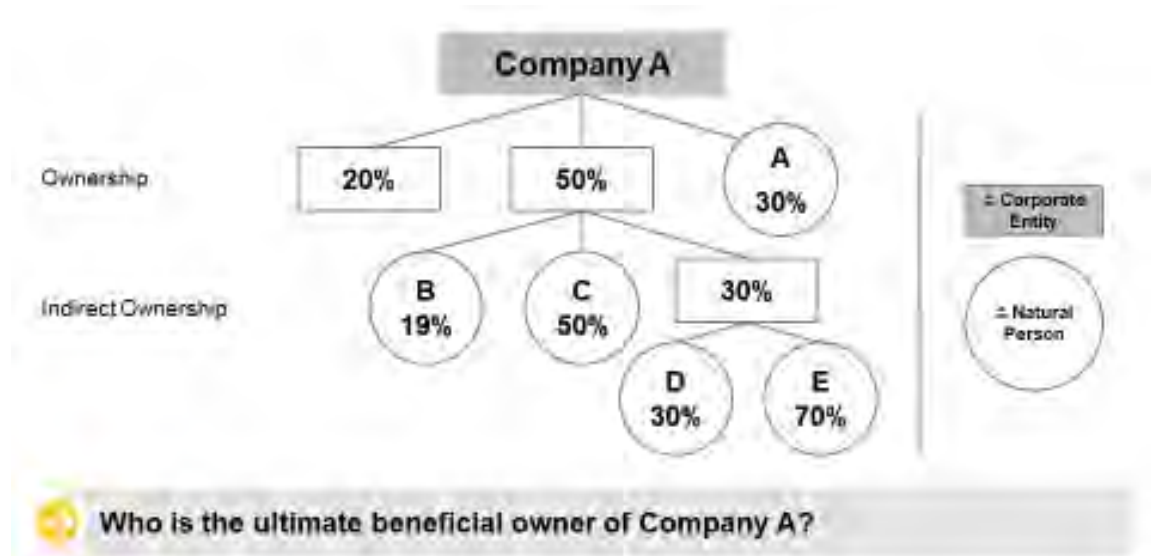 Company A
Ownership
20%
50%
A
30%
= Corporate
Entity
Indirect Ownership
B
19%
C
50%
30%
= Natural
Person
D
30%
E
70%
Who is the ultimate beneficial owner of Company A?